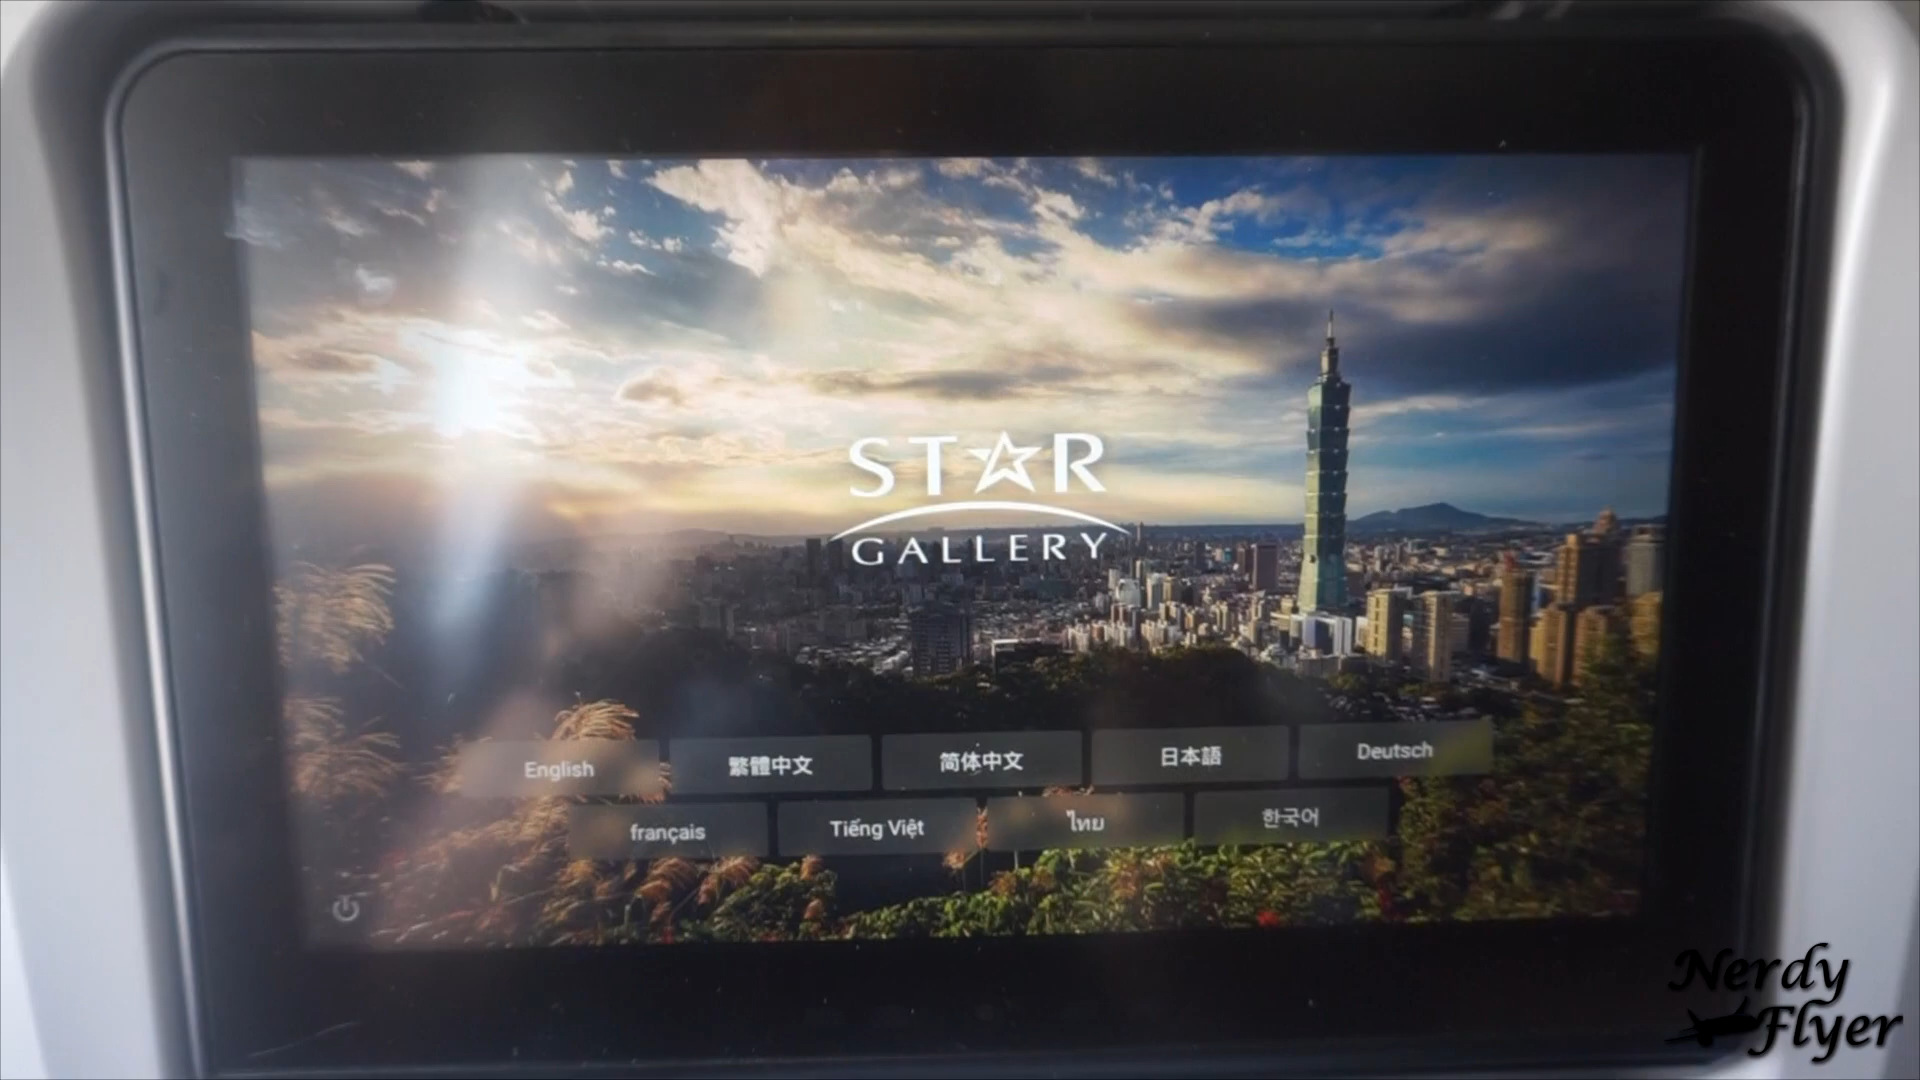 STAR
GALLERY
English 繁體中文 简体中文 日本語 Deutsch
français Tiếng Việt ไทย 한국어
Nerdy
Flyer